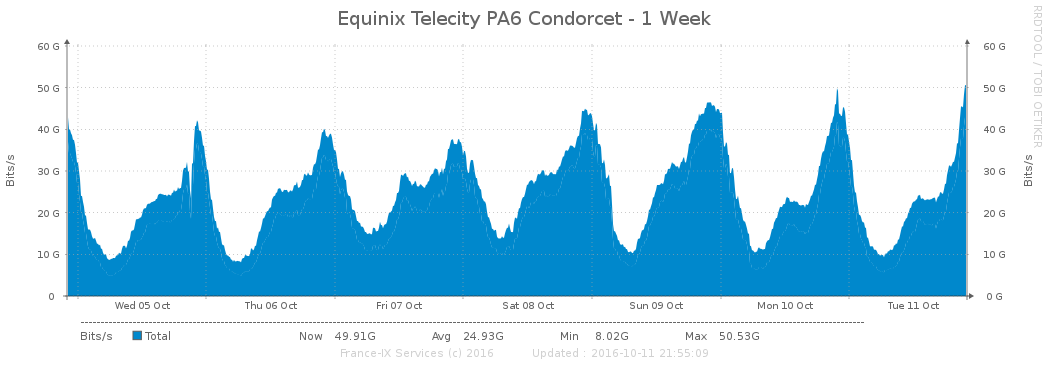 Equinix Telecity PA6 Condorcet - 1 Week
RRDTOOL / TOBI OETIKER
Bits/s
60 G
50 G
40 G
30 G
20 G
10 G
0
60 G
50 G
40 G
30 G
20 G
10 G
0 G
Bits/s
Wed 05 Oct Thu 06 Oct Fri 07 Oct Sat 08 Oct Sun 09 Oct Mon 10 Oct Tue 11 Oct
Bits/s Total Now 49.91G Avg 24.93G Min 8.02G Max 50.53G
France-IX Services (c) 2016 Updated : 2016-10-11 21:55:09